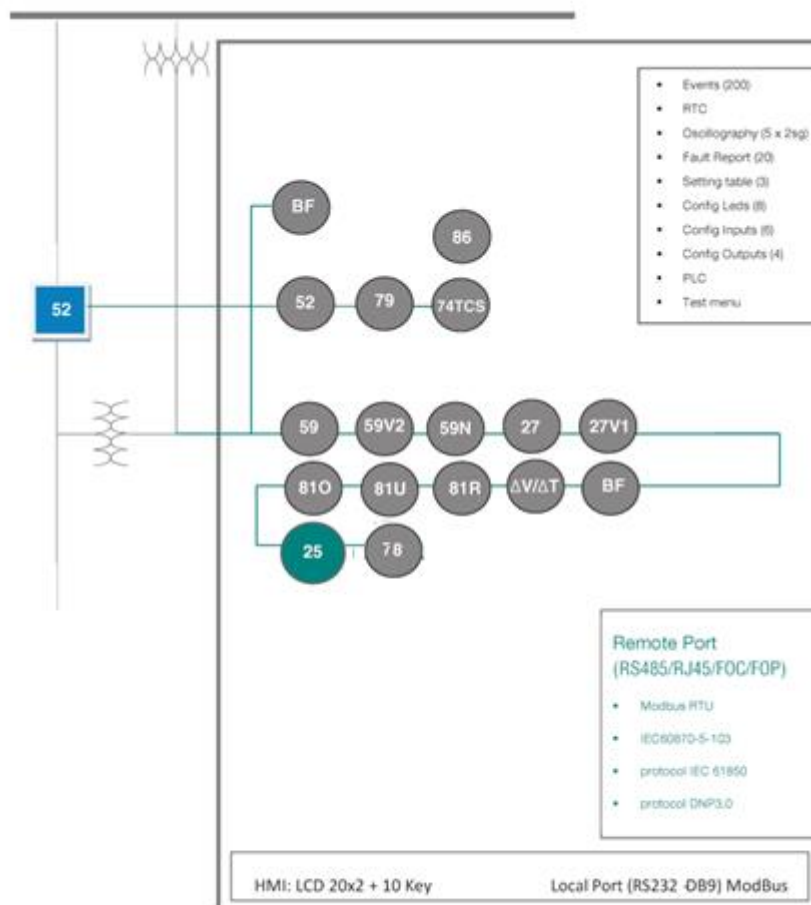 • Events (200)
• RTC
• Oscillography (5 x 2sg)
• Fault Report (20)
• Setting table (3)
• Config Leds (8)
• Config Inputs (6)
• Config Outputs (4)
• PLC
• Test menu
BF
86
52
52 79 74TCS
59 59V2 59N 27 27V1
81O 81U 81R ΔV/ΔT BF
25 78
Remote Port
(RS485/RJ45/FOC/FOP)
• Modbus RTU
• IEC60870-5-103
• protocol IEC 61850
• protocol DNP3.0
HMI: LCD 20x2 + 10 Key Local Port (RS232 -DB9) ModBus